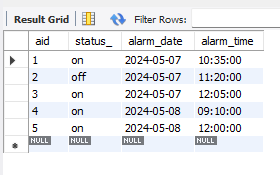 Result Grid Filter Rows:
aid status_ alarm_date alarm_time
1 on 2024-05-07 10:35:00
2 off 2024-05-07 11:20:00
3 on 2024-05-07 12:05:00
4 on 2024-05-08 09:10:00
5 on 2024-05-08 12:00:00
NULL NULL NULL NULL